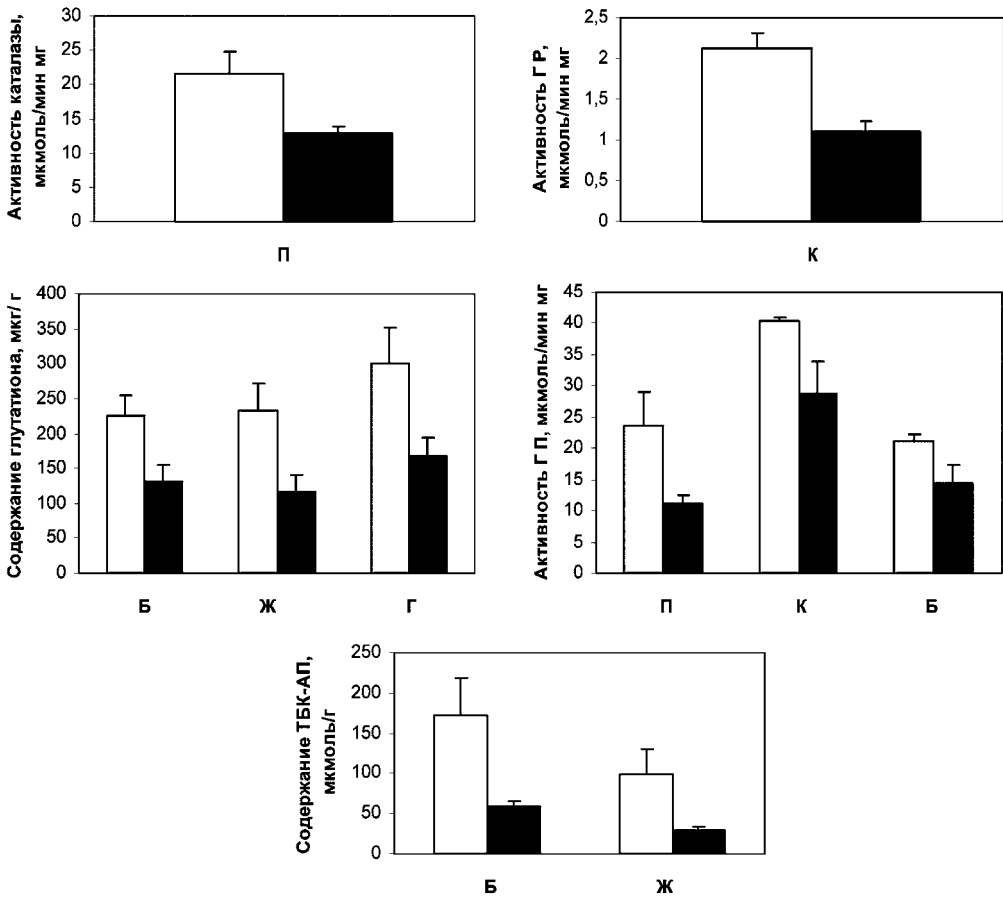 Активность каталазы,
мкмоль/мин мг
30
25
20
15
10
5
0
П
Активность Г Р,
мкмоль/мин мг
2,5
2
1,5
1
0,5
0
К
Содержание глутатиона, мкг/ г
400
350
300
250
200
150
100
50
0
Б Ж Г
Активность Г П, мкмоль/мин мг
45
40
35
30
25
20
15
10
5
0
П К Б
Содержание ТБК-АП,
мкмоль/г
250
200
150
100
50
0
Б Ж